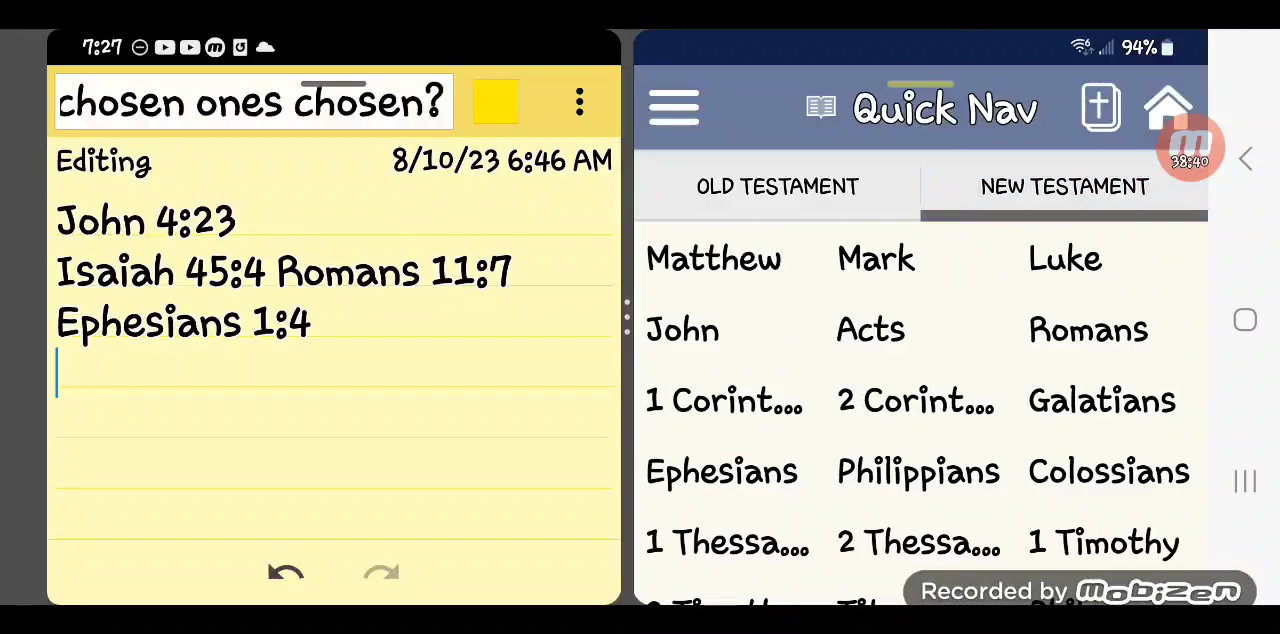 7:27
chosen ones chosen?
Editing 8/10/23 6:46 AM
John 4:23
Isaiah 45:4 Romans 11:7
Ephesians 1:4
94%
Quick Nav
38:40
OLD TESTAMENT NEW TESTAMENT
Matthew Mark Luke
John Acts Romans
1 Corint... 2 Corint... Galatians
Ephesians Philippians Colossians
1 Thessa... 2 Thessa... 1 Timothy
Recorded by mobizen